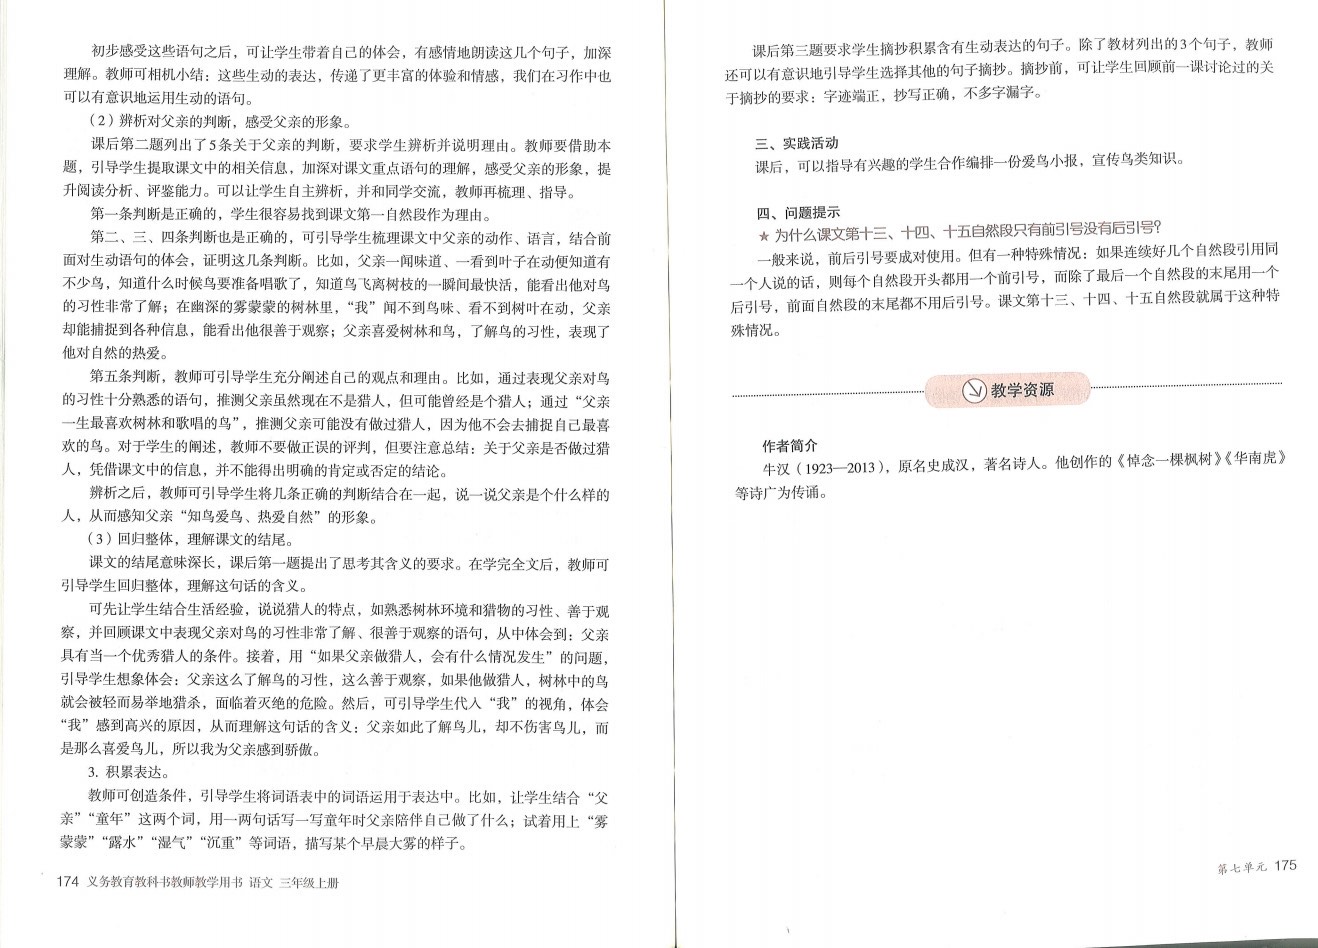 初步感受这些语句之后，可让学生带着自己的体会，有感情地朗读这几个句子，加深
理解。教师可相机小结：这些生动的表达，传递了更丰富的体验和情感，我们在习作中也
可以有意识地运用生动的语句。
（2）辨析对父亲的判断，感受父亲的形象。
课后第二题列出了5条关于父亲的判断，要求学生辨析并说明理由。教师要借助本
题，引导学生提取课文中的相关信息，加深对课文重点语句的理解，感受父亲的形象，提
升阅读分析、评鉴能力。可以让学生自主辨析，并和同学交流，教师再梳理、指导。
第一条判断是正确的，学生很容易找到课文第一自然段作为理由。
第二、三、四条判断也是正确的，可引导学生梳理课文中父亲的动作、语言，结合前
面对生动语句的体会，证明这几条判断。比如，父亲一闻味道、一看到叶子在动便知道有
不少鸟，知道什么时候鸟要准备唱歌了，知道鸟飞离树枝的一瞬间最快活，能看出他对鸟
的习性非常了解；在幽深的雾蒙蒙的树林里，“我”闻不到鸟味、看不到树叶在动，父亲
却能捕捉到各种信息，能看出他很善于观察；父亲喜爱树林和鸟，了解鸟的习性，表现了
他对自然的热爱。
第五条判断，教师可引导学生充分阐述自己的观点和理由。比如，通过表现父亲对鸟
的习性十分熟悉的语句，推测父亲虽然现在不是猎人，但可能曾经是个猎人；通过“父亲
一生最喜欢树林和歌唱的鸟”，推测父亲可能没有做过猎人，因为他不会去捕捉自己最喜
欢的鸟。对于学生的阐述，教师不要做正误的评判，但要注意总结：关于父亲是否做过猎
人，凭借课文中的信息，并不能得出明确的肯定或否定的结论。
辨析之后，教师可引导学生将几条正确的判断结合在一起，说一说父亲是个什么样的
人，从而感知父亲“知鸟爱鸟、热爱自然”的形象。
（3）回归整体，理解课文的结尾。
课文的结尾意味深长，课后第一题提出了思考其含义的要求。在学完全文后，教师可
引导学生回归整体，理解这句话的含义。
可先让学生结合生活经验，说说猎人的特点，如熟悉树林环境和猎物的习性、善于观
察，并回顾课文中表现父亲对鸟的习性非常了解、很善于观察的语句，从中体会到：父亲
具有当一个优秀猎人的条件。接着，用“如果父亲做猎人，会有什么情况发生”的问题，
引导学生想象体会：父亲这么了解鸟的习性，这么善于观察，如果他做猎人，树林中的鸟
就会被轻而易举地猎杀，面临着灭绝的危险。然后，可引导学生代入“我”的视角，体会
“我”感到高兴的原因，从而理解这句话的含义：父亲如此了解鸟儿，却不伤害鸟儿，而
是那么喜爱鸟儿，所以我为父亲感到骄傲。
3. 积累表达。
教师可创造条件，引导学生将词语表中的词语运用于表达中。比如，让学生结合“父
亲”“童年”这两个词，用一两句话写一写童年时父亲陪伴自己做了什么；试着用上“雾
蒙蒙”“露水”“湿气”“沉重”等词语，描写某个早晨大雾的样子。
174 义务教育教科书教师教学用书 语文 三年级上册
课后第三题要求学生摘抄积累含有生动表达的句子。除了教材列出的3个句子，教师
还可以有意识地引导学生选择其他的句子摘抄。摘抄前，可让学生回顾前一课讨论过的关
于摘抄的要求：字迹端正，抄写正确，不多字漏字。
三、实践活动
课后，可以指导有兴趣的学生合作编排一份爱鸟小报，宣传鸟类知识。
四、问题提示
★ 为什么课文第十三、十四、十五自然段只有前引号没有后引号？
一般来说，前后引号要成对使用。但有一种特殊情况：如果连续好几个自然段引用同
一个人说的话，则每个自然段开头都用一个前引号，而除了最后一个自然段的末尾用一个
后引号，前面自然段的末尾都不用后引号。课文第十三、十四、十五自然段就属于这种特
殊情况。
教学资源
作者简介
牛汉（1923—2013），原名史成汉，著名诗人。他创作的《悼念一棵枫树》《华南虎》
等诗广为传诵。
第七单元 175